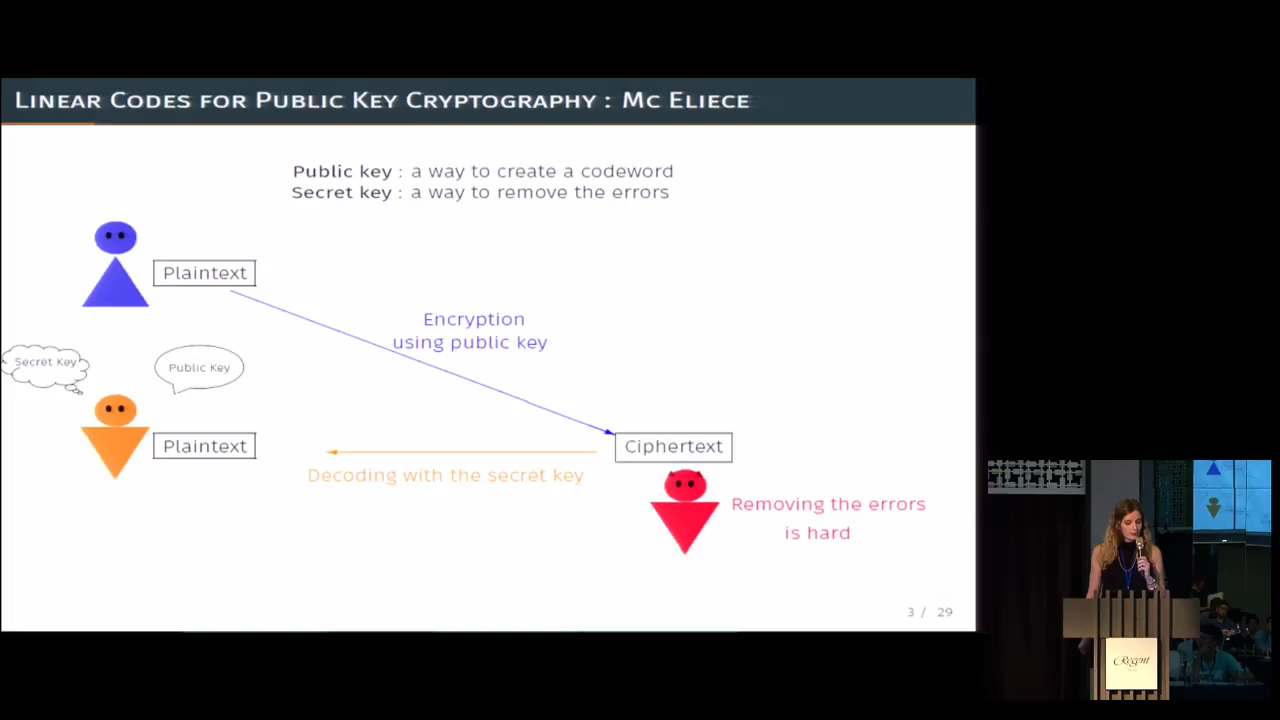 Linear Codes for Public Key Cryptography : Mc Eliece
Public key : a way to create a codeword
Secret key : a way to remove the errors
Plaintext
Encryption
using public key
Secret Key
Public Key
Plaintext
Ciphertext
Decoding with the secret key
Removing the errors
is hard
3 / 29
Regent